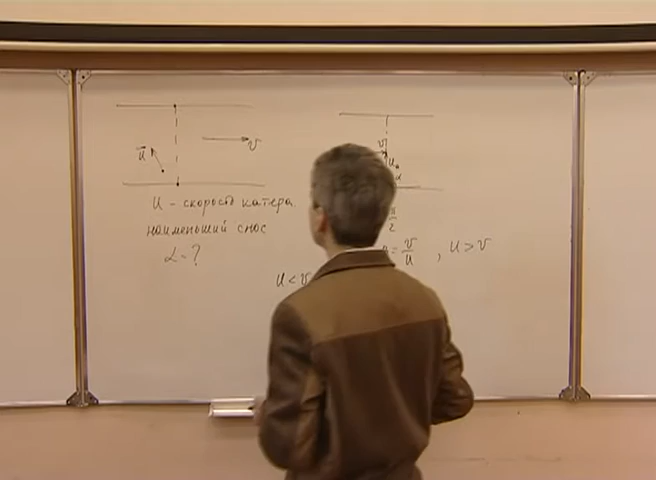 v
u
u - скорость катера.
наименьший снос
α - ?
v
u
α
π/2
= v/u , u > v
u < v